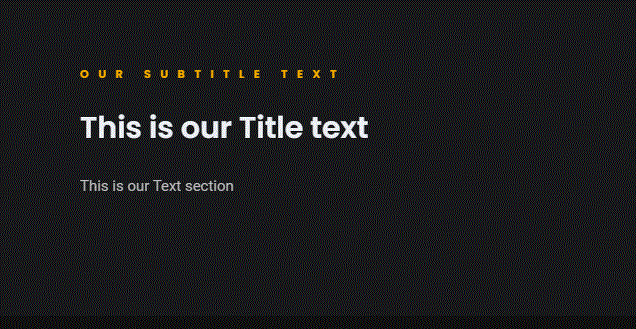 OUR SUBTITLE TEXT
This is our Title text
This is our Text section